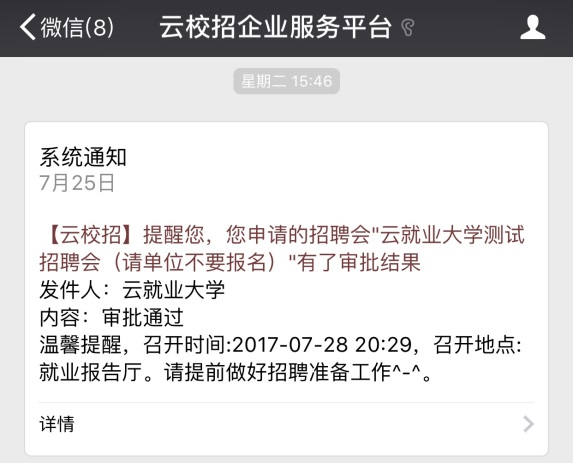 微信(8)
云校招企业服务平台
星期二 15:46
系统通知
7月25日
【云校招】提醒您，您申请的招聘会"云就业大学测试
招聘会（请单位不要报名）"有了审批结果
发件人：云就业大学
内容：审批通过
温馨提醒，召开时间:2017-07-28 20:29，召开地点:
就业报告厅。请提前做好招聘准备工作^-^。
详情